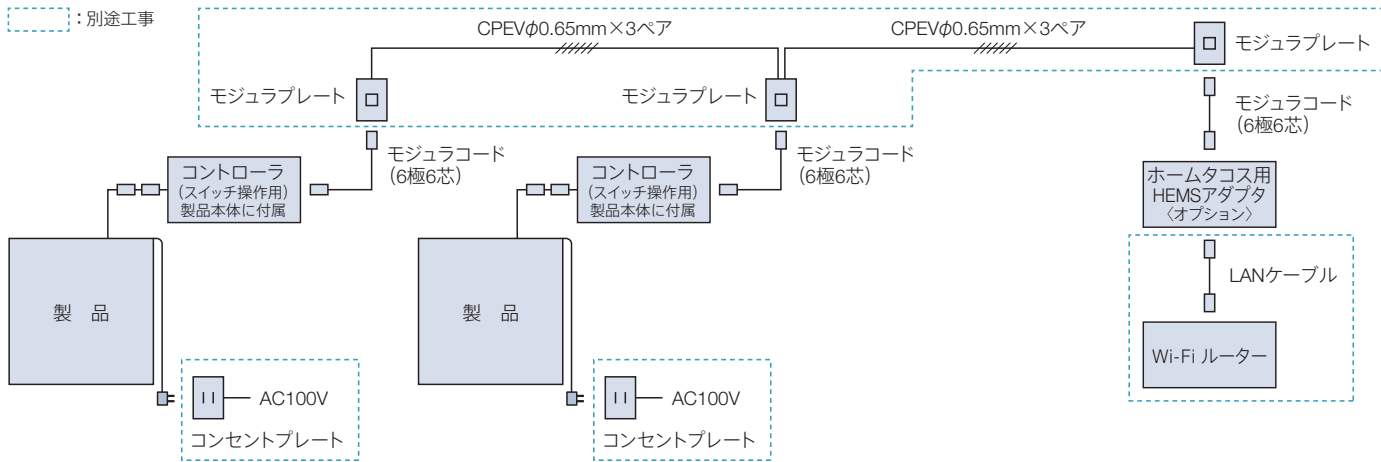 ：別途工事
CPEVφ0.65mm×3ペア
CPEVφ0.65mm×3ペア
モジュラプレート
モジュラプレート
モジュラプレート
モジュラコード
（6極6芯）
モジュラコード
（6極6芯）
モジュラコード
（6極6芯）
コントローラ
（スイッチ操作用）
製品本体に付属
コントローラ
（スイッチ操作用）
製品本体に付属
ホームタコス用
HEMSアダプタ
〈オプション〉
LANケーブル
製　品
製　品
Wi-Fi ルーター
AC100V
コンセントプレート
AC100V
コンセントプレート